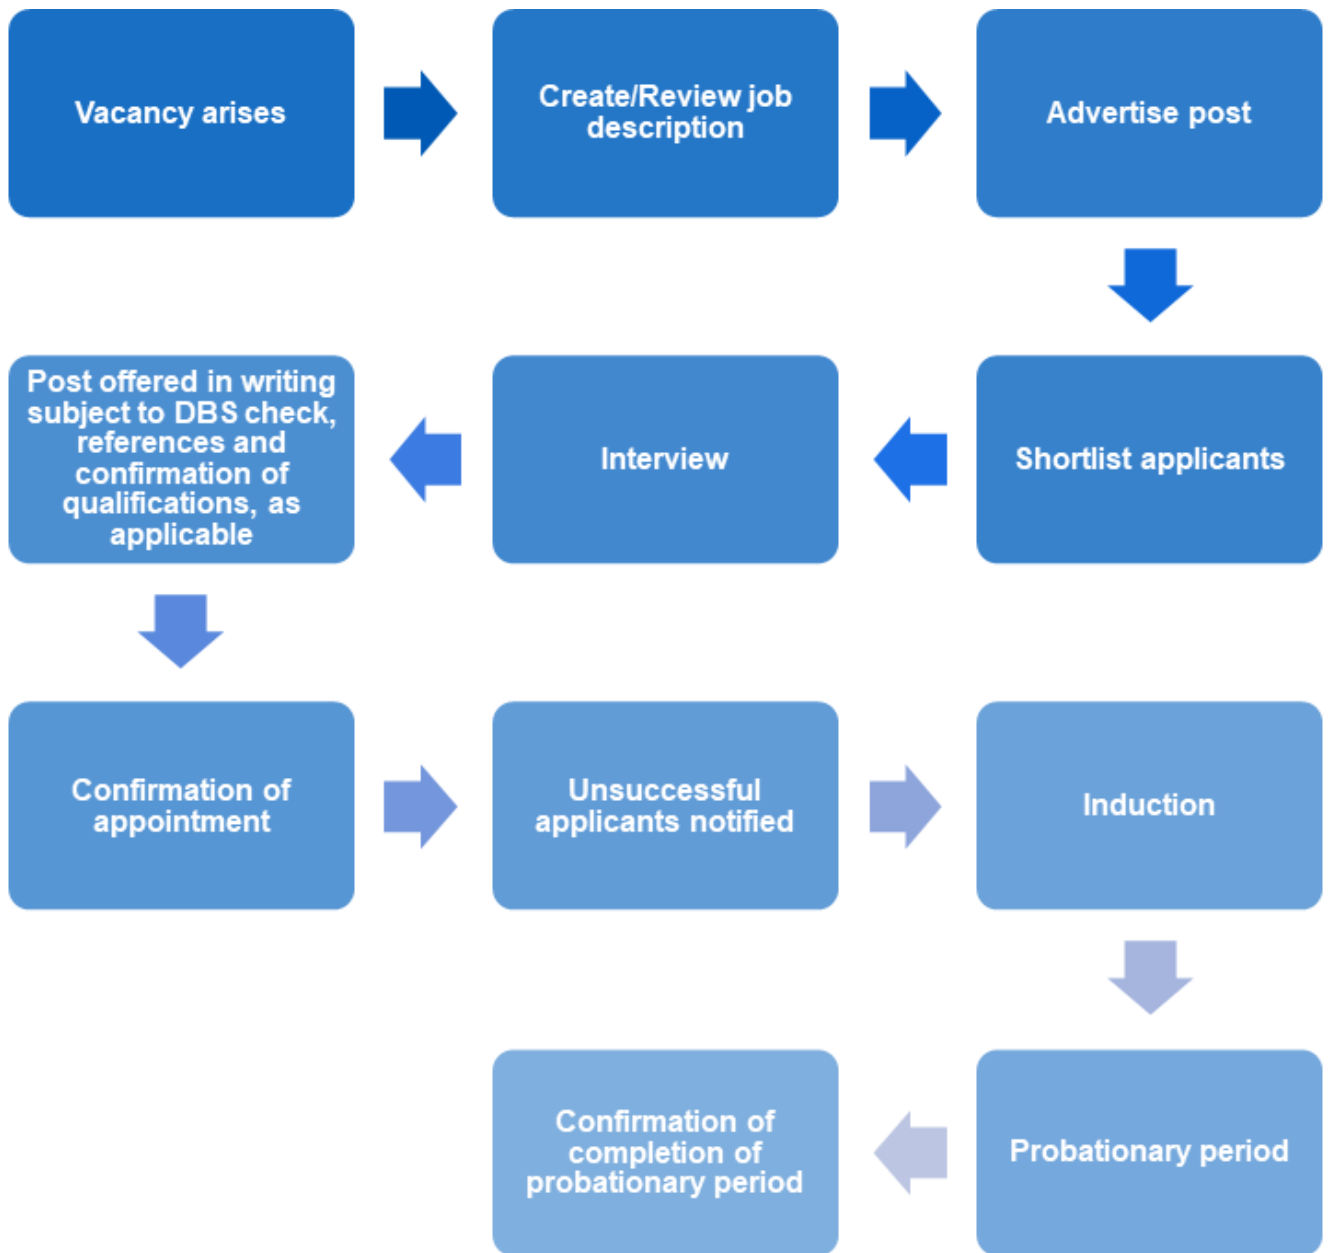 Vacancy arises
Create/Review job
description
Advertise post
Shortlist applicants
Interview
Post offered in writing
subject to DBS check,
references and
confirmation of
qualifications, as
applicable
Confirmation of
appointment
Unsuccessful
applicants notified
Induction
Probationary period
Confirmation of
completion of
probationary period